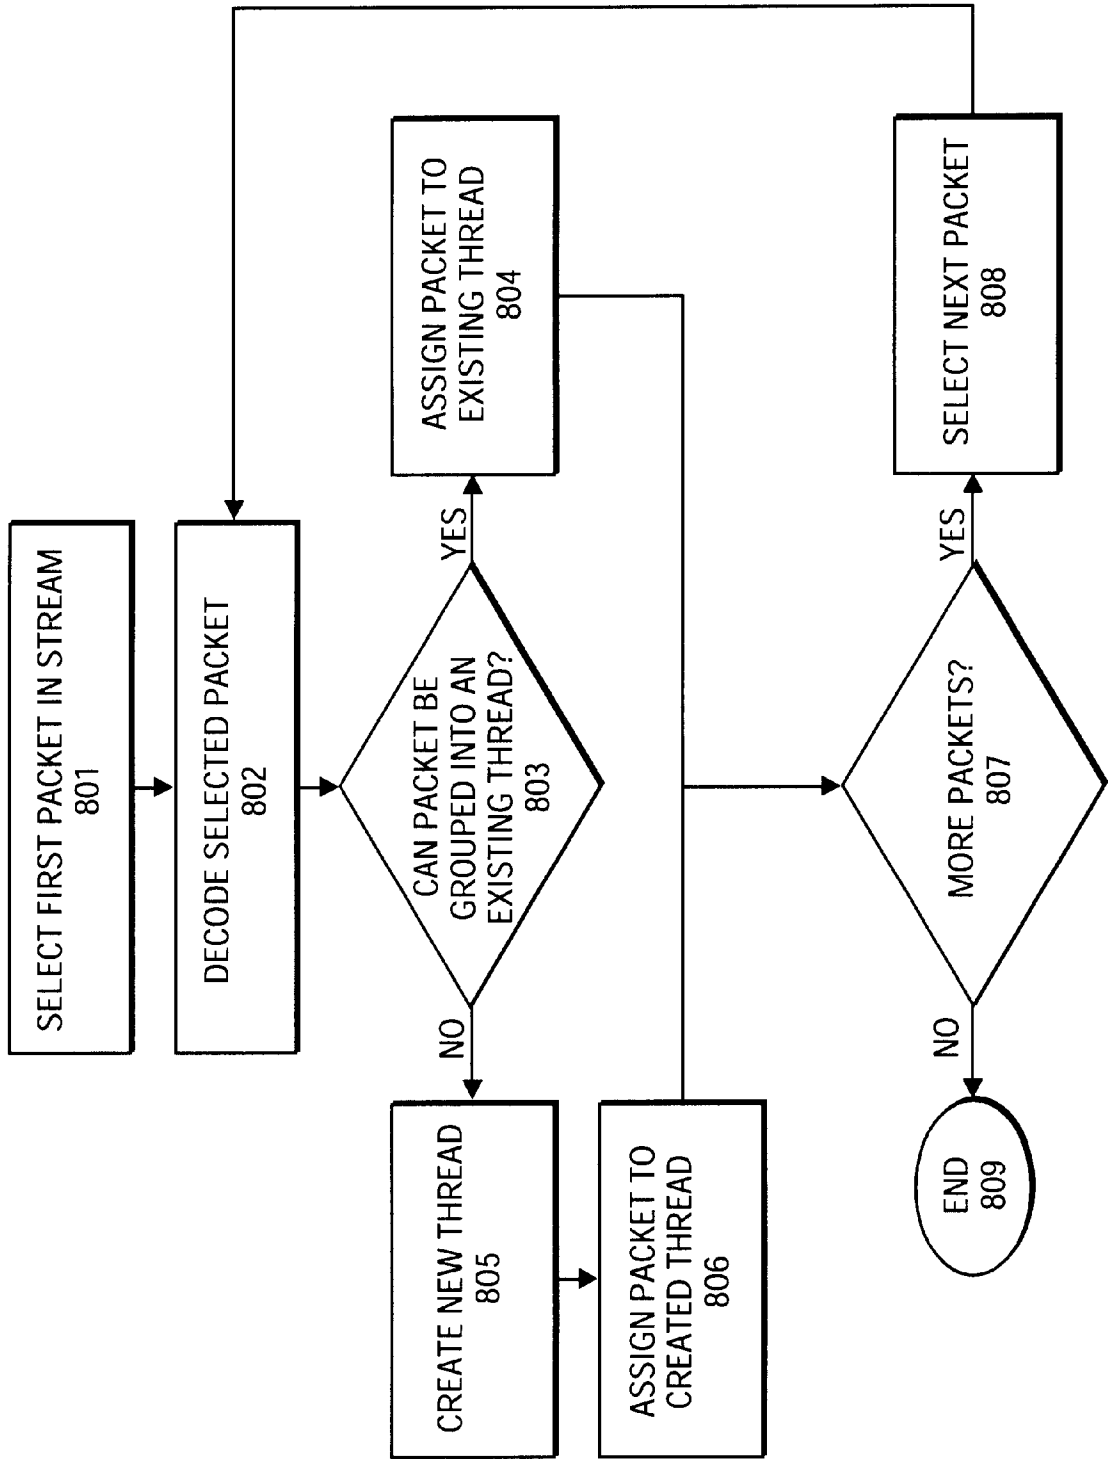 SELECT FIRST PACKET IN STREAM
801
DECODE SELECTED PACKET
802
CAN PACKET BE
GROUPED INTO AN
EXISTING THREAD?
803
YES
ASSIGN PACKET TO
EXISTING THREAD
804
NO
CREATE NEW THREAD
805
ASSIGN PACKET TO
CREATED THREAD
806
MORE PACKETS?
807
YES
SELECT NEXT PACKET
808
NO
END
809